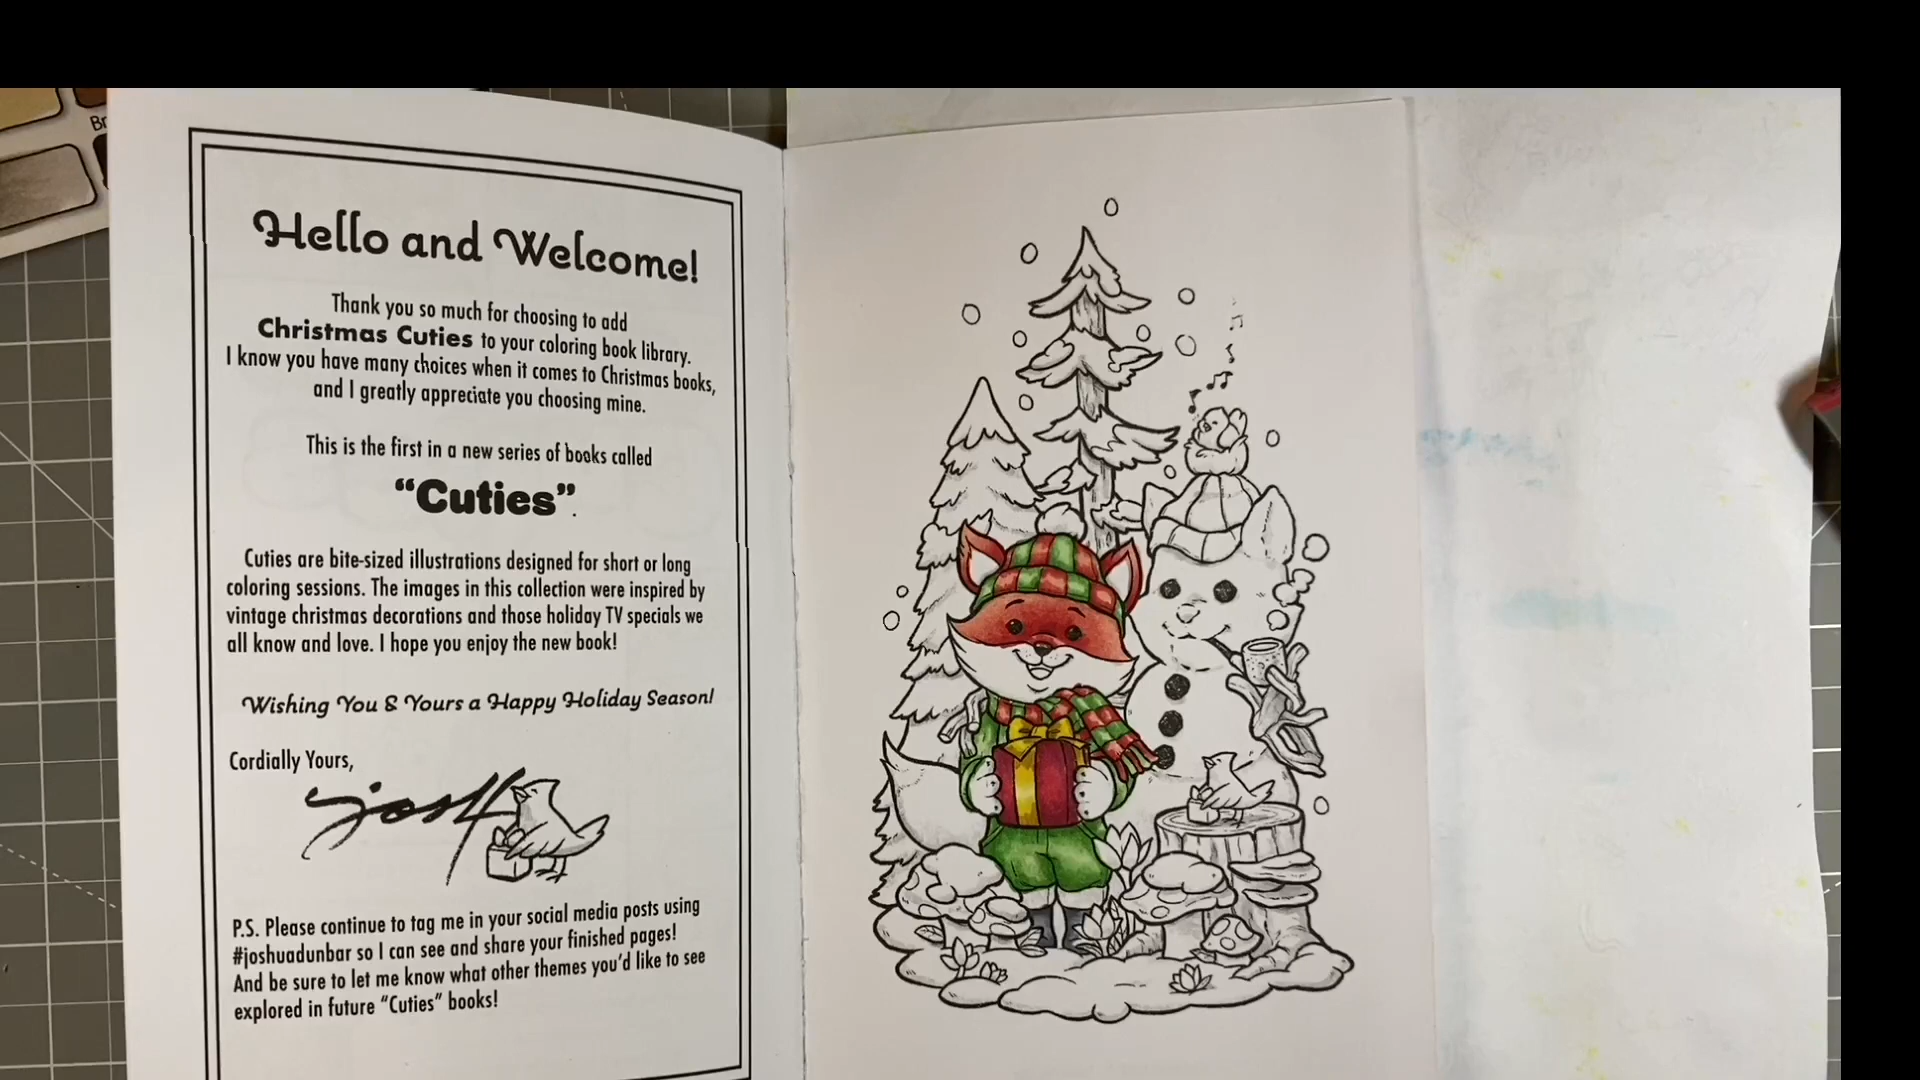 Br
Hello and Welcome!
Thank you so much for choosing to add
Christmas Cuties to your coloring book library.
I know you have many choices when it comes to Christmas books,
and I greatly appreciate you choosing mine.
This is the first in a new series of books called
“Cuties”.
Cuties are bite-sized illustrations designed for short or long
coloring sessions. The images in this collection were inspired by
vintage christmas decorations and those holiday TV specials we
all know and love. I hope you enjoy the new book!
Wishing You & Yours a Happy Holiday Season!
Cordially Yours,
josh
P.S. Please continue to tag me in your social media posts using
#joshuadunbar so I can see and share your finished pages!
And be sure to let me know what other themes you’d like to see
explored in future “Cuties” books!